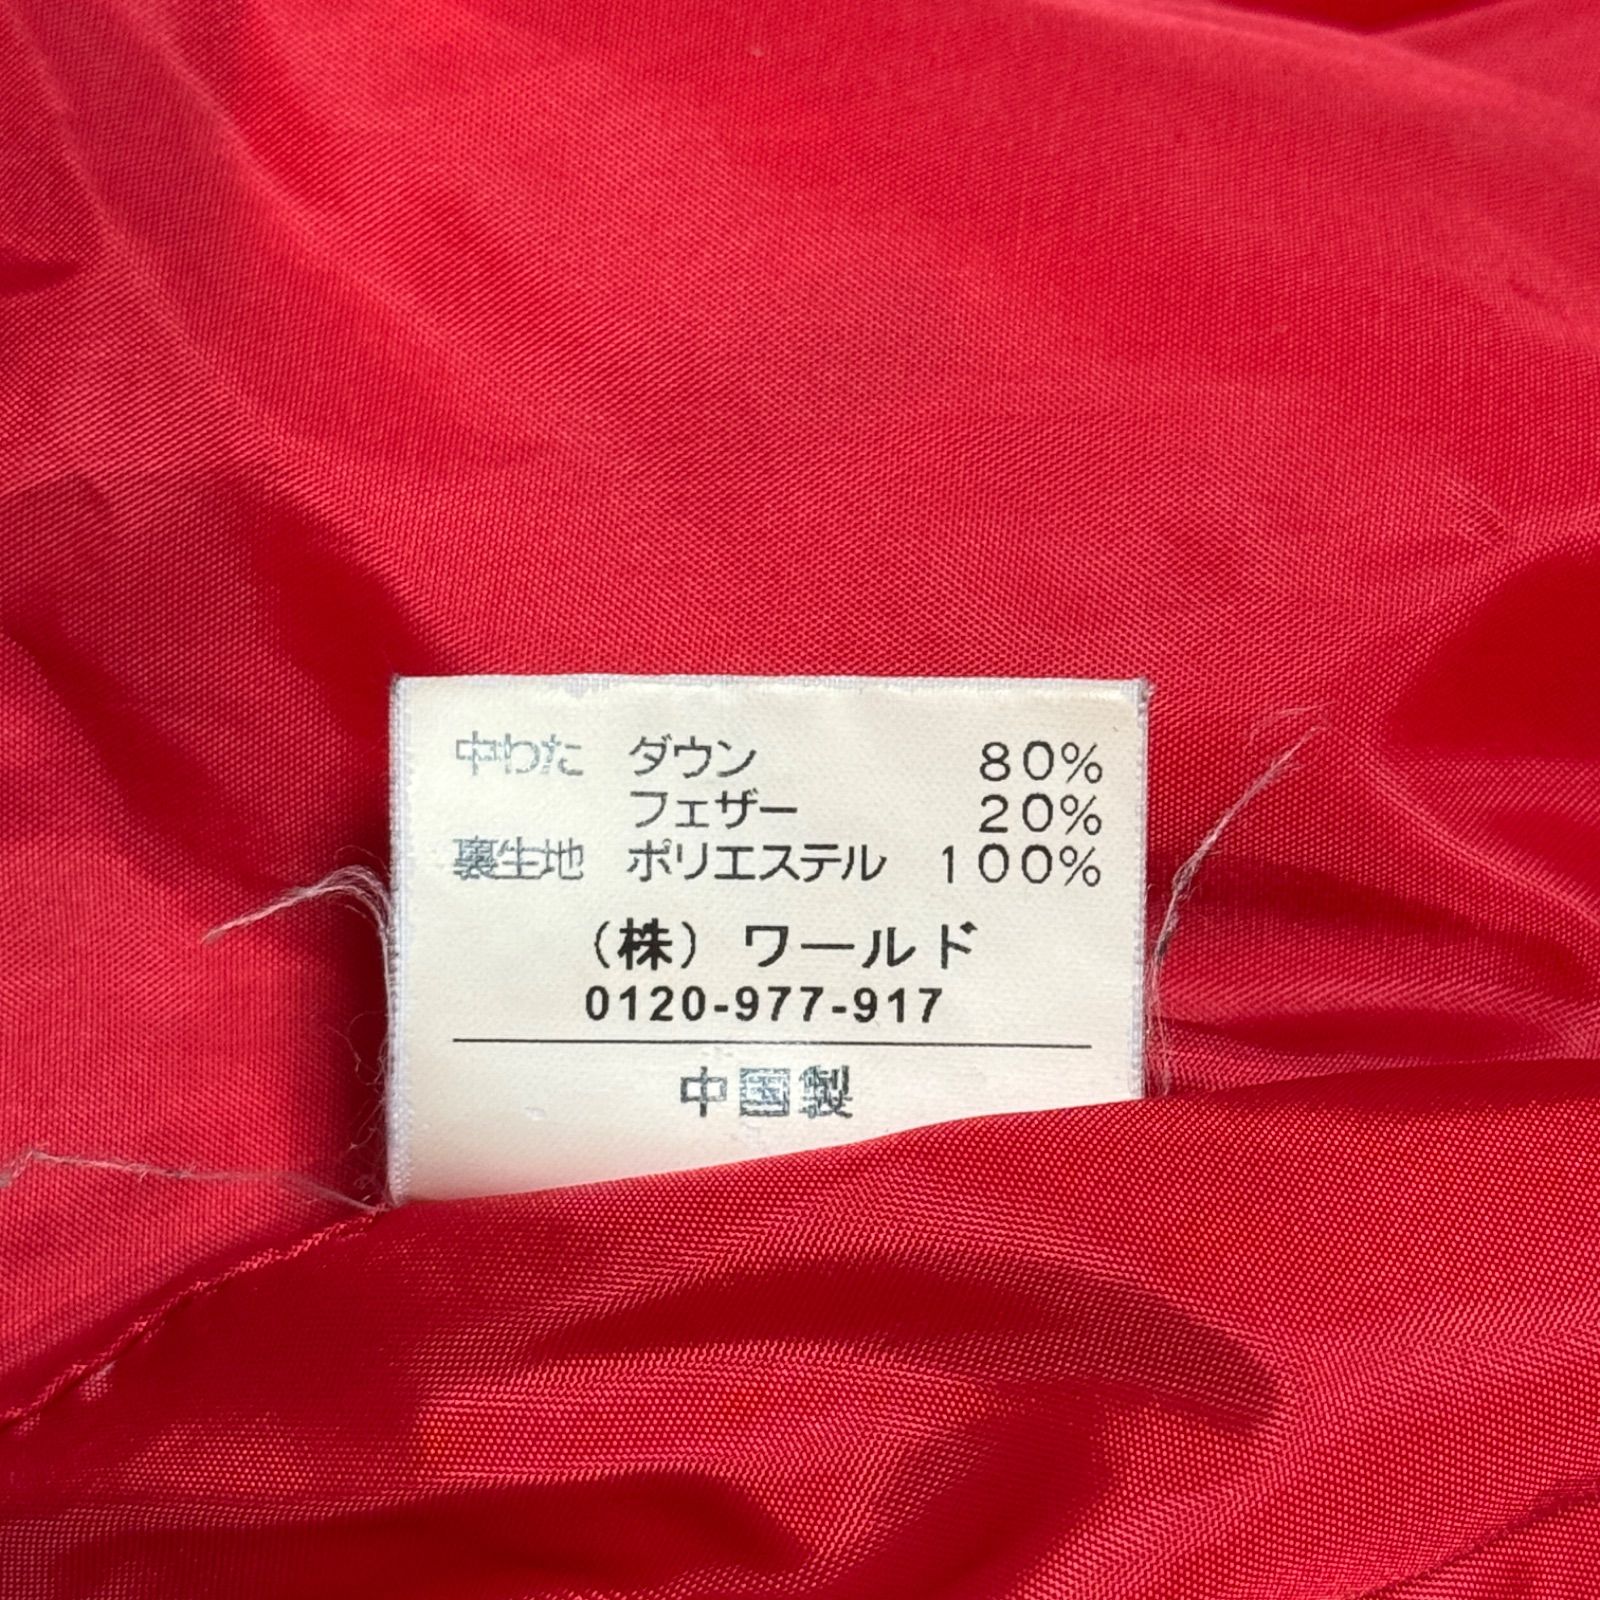 中わた ダウン 80%
フェザー 20%
裏生地 ポリエステル 100%
(株) ワールド
0120-977-917
中国製